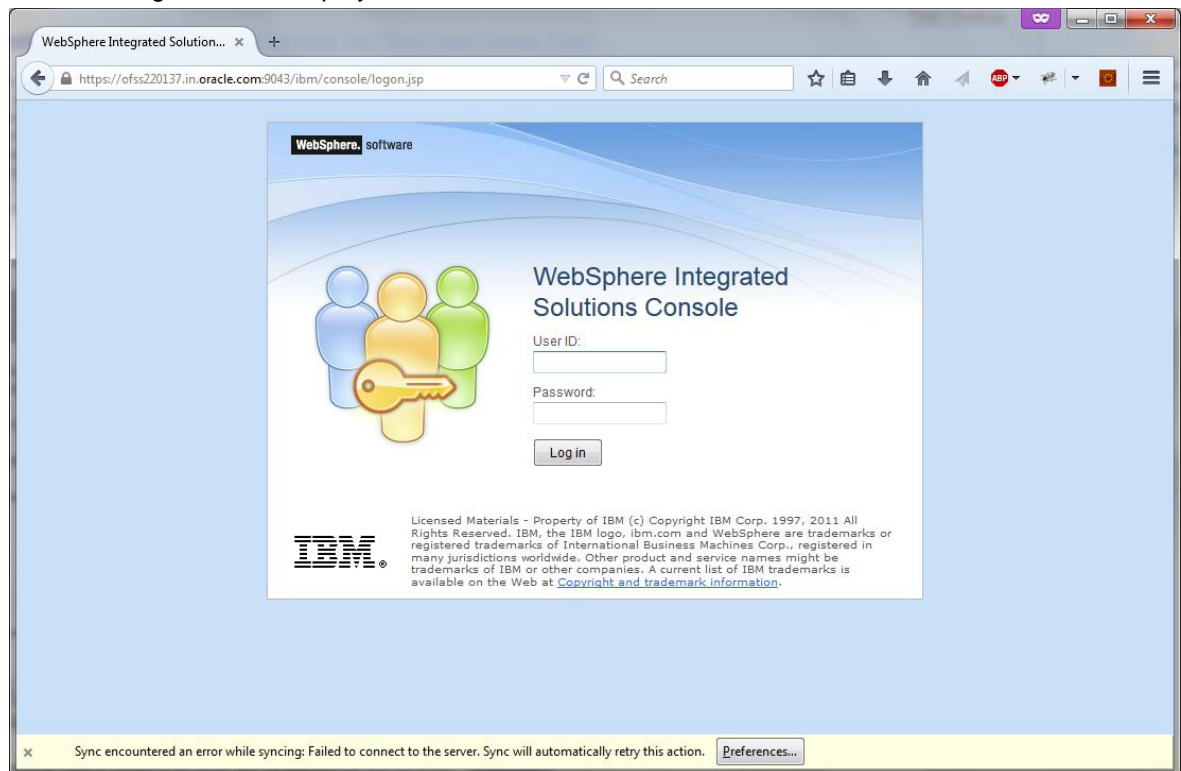 WebSphere Integrated Solution... ×
https://ofss220137.in.oracle.com:9043/ibm/console/logon.jsp
Search
ABP
WebSphere. software
WebSphere Integrated
Solutions Console
User ID:
Password:
Log in
IBM.
Licensed Materials - Property of IBM (c) Copyright IBM Corp. 1997, 2011 All
Rights Reserved. IBM, the IBM logo, ibm.com and WebSphere are trademarks or
registered trademarks of International Business Machines Corp., registered in
many jurisdictions worldwide. Other product and service names might be
trademarks of IBM or other companies. A current list of IBM trademarks is
available on the Web at Copyright and trademark information.
Sync encountered an error while syncing: Failed to connect to the server. Sync will automatically retry this action. Preferences...